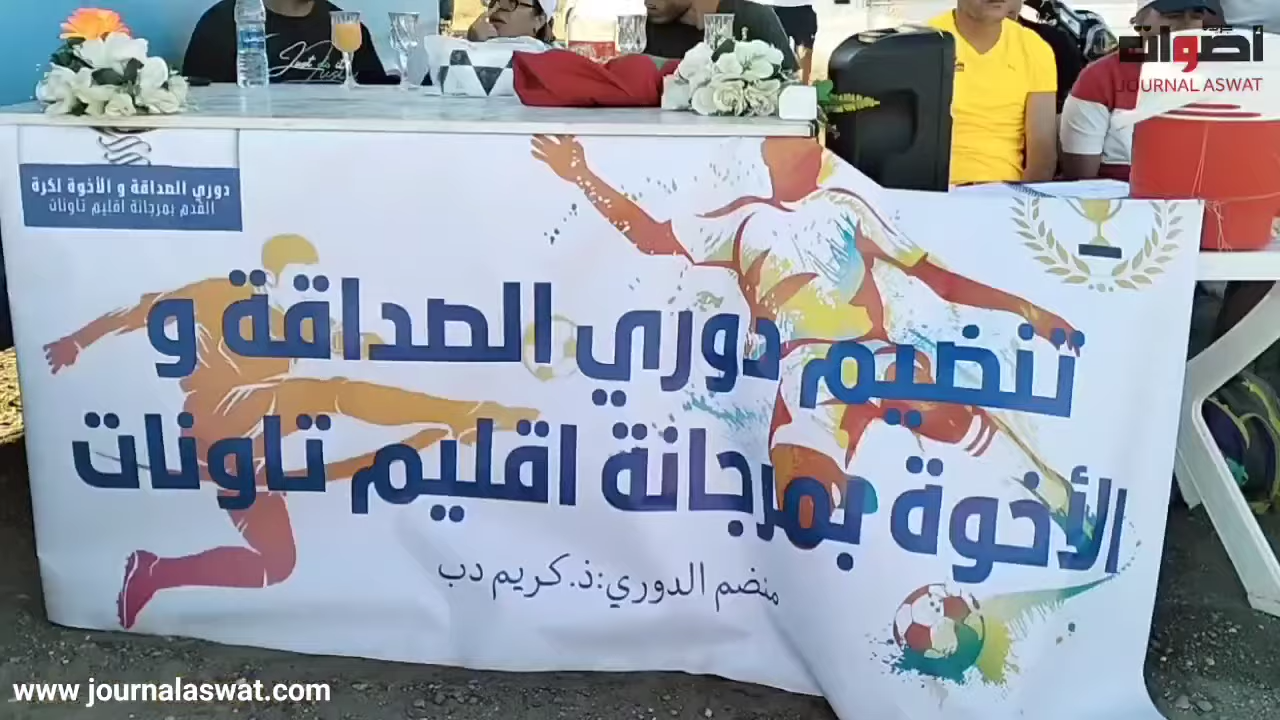 أصوات
JOURNAL ASWAT
دوري الصداقة و الأخوة لكرة
القدم بمرجانة اقليم تاونات
تنضيم دوري الصداقة و
الأخوة بمرجانة اقليم تاونات
منضم الدوري:ذ.كريم دب
www.journalaswat.com